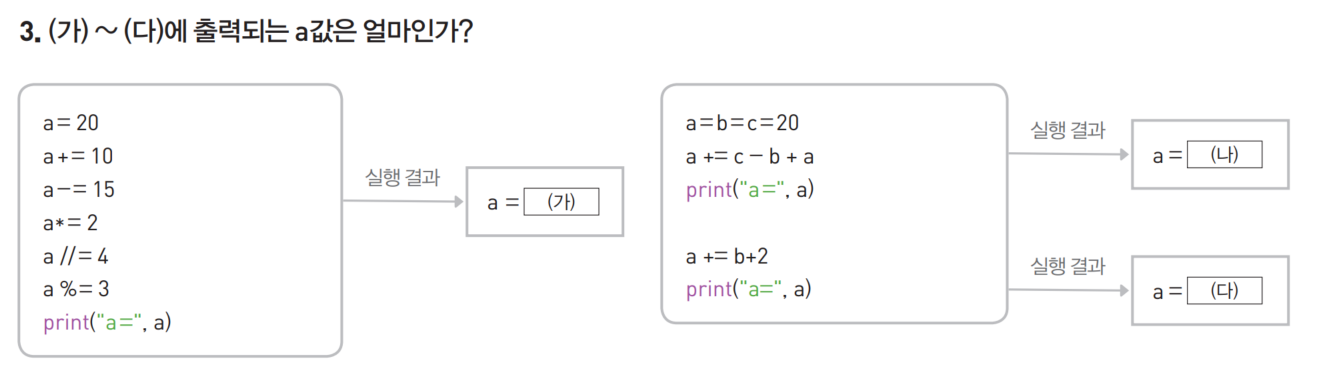 3. (가) ~ (다)에 출력되는 a값은 얼마인가?
a= 20
a+= 10
a-= 15
a*= 2
a //= 4
a %= 3
print("a=", a)
실행 결과
a = (가)
a=b=c=20
a += c - b + a
print("a=", a)
a += b+2
print("a=", a)
실행 결과
a = (나)
실행 결과
a = (다)